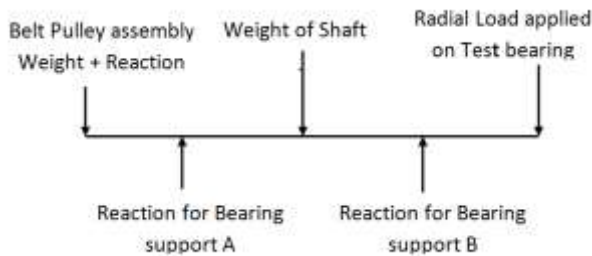 Belt Pulley assembly
Weight + Reaction
Weight of Shaft
Radial Load applied
on Test bearing
Reaction for Bearing
support A
Reaction for Bearing
support B